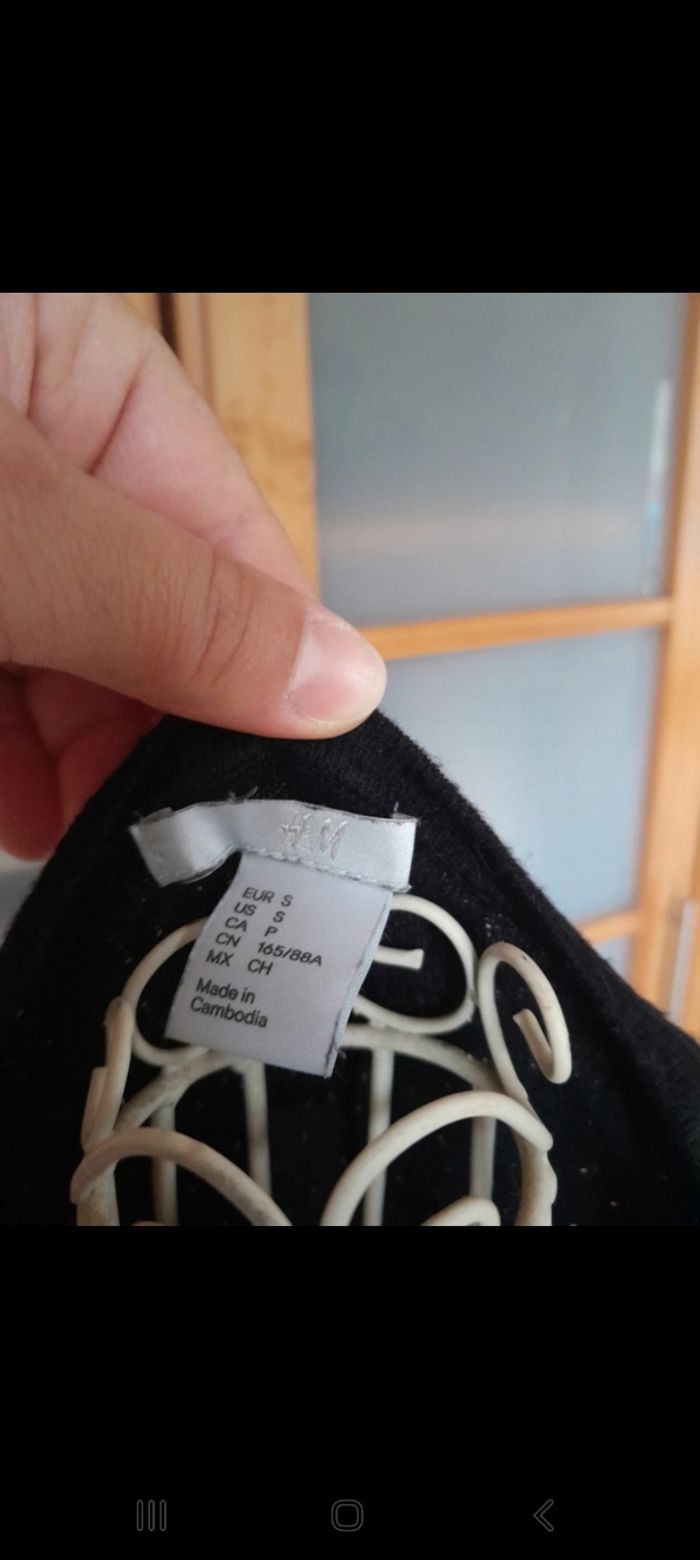 H&M
EUR S
US S
CA P
CN 165/88A
MX CH
Made in
Cambodia